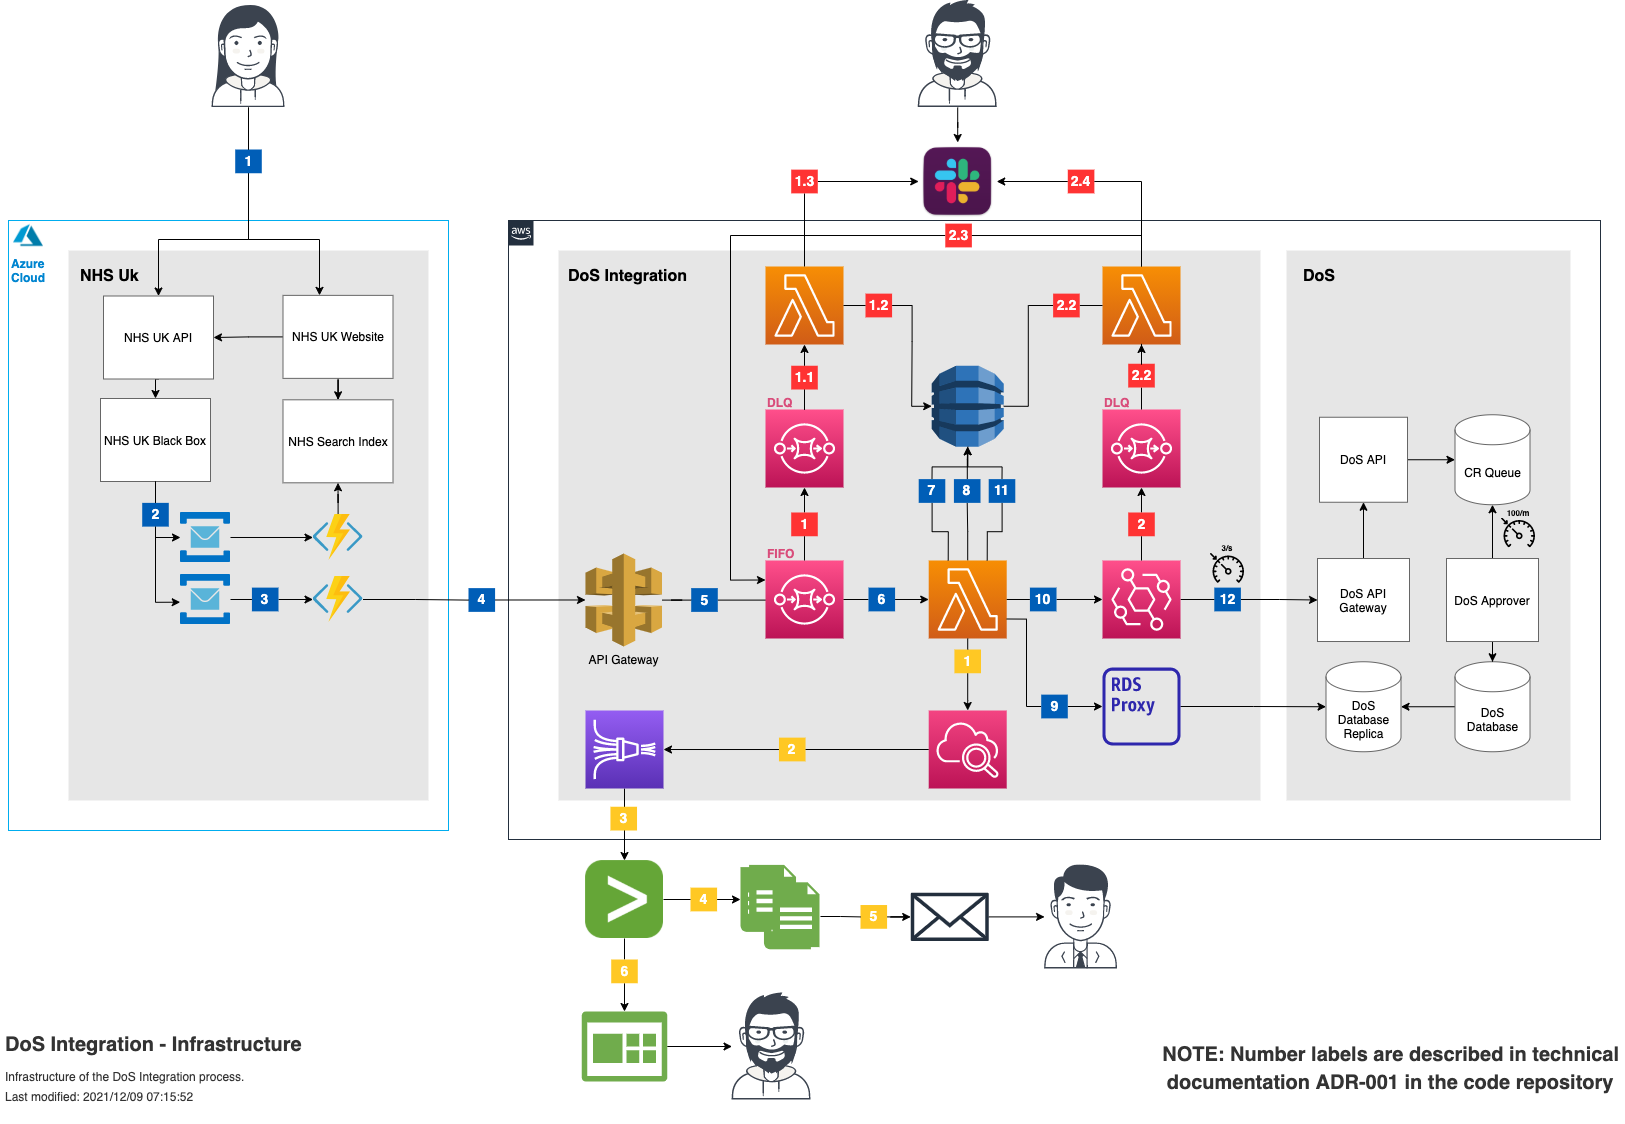 1
1.3
2.4
aws
2.3
Azure
Cloud
NHS Uk
DoS Integration
DoS
NHS UK API
NHS UK Website
1.2
2.2
1.1
2.2
DLQ
DLQ
NHS UK Black Box
NHS Search Index
DoS API
CR Queue
7
8
11
2
1
2
100/m
FIFO
3/s
3
4
5
6
10
12
DoS API
Gateway
DoS Approver
API Gateway
1
RDS
Proxy
9
DoS
Database
Replica
DoS
Database
2
3
4
5
6
DoS Integration - Infrastructure
Infrastructure of the DoS Integration process.
Last modified: 2021/12/09 07:15:52
NOTE: Number labels are described in technical
documentation ADR-001 in the code repository